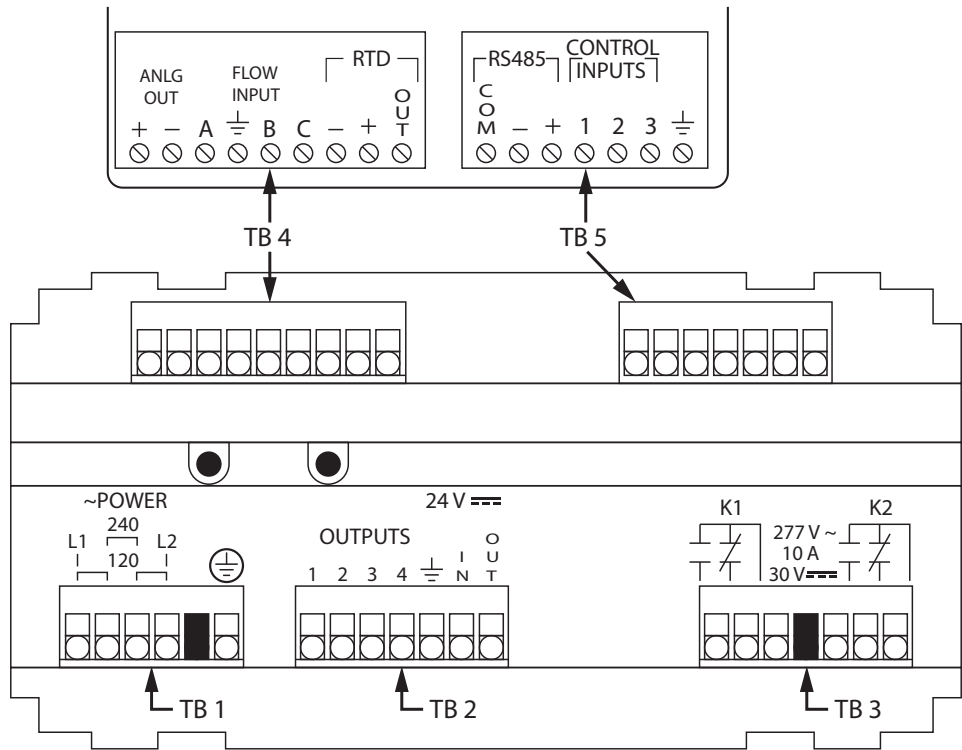 RTD
ANLG
OUT
FLOW
INPUT
OUT
+ − A ⏚ B C − +
RS485
CONTROL
INPUTS
COM
− + 1 2 3 ⏚
TB 4
TB 5
~POWER
240
L1 120 L2
24 V ⎓
OUTPUTS
1 2 3 4 ⏚ IN OUT
K1
K2
277 V ~
10 A
30 V ⎓
TB 1
TB 2
TB 3